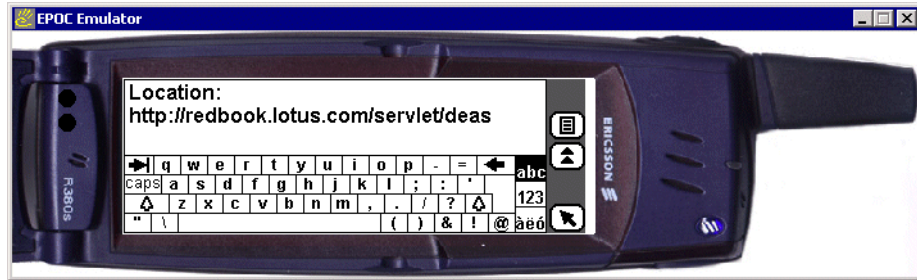 EPOC Emulator
Location:
http://redbook.lotus.com/servlet/deas
q w e r t y u i o p - =
caps a s d f g h j k l ; : '
z x c v b n m , . / ?
" \ ( ) & ! @
abc
123
àëó
ERICSSON
R380s